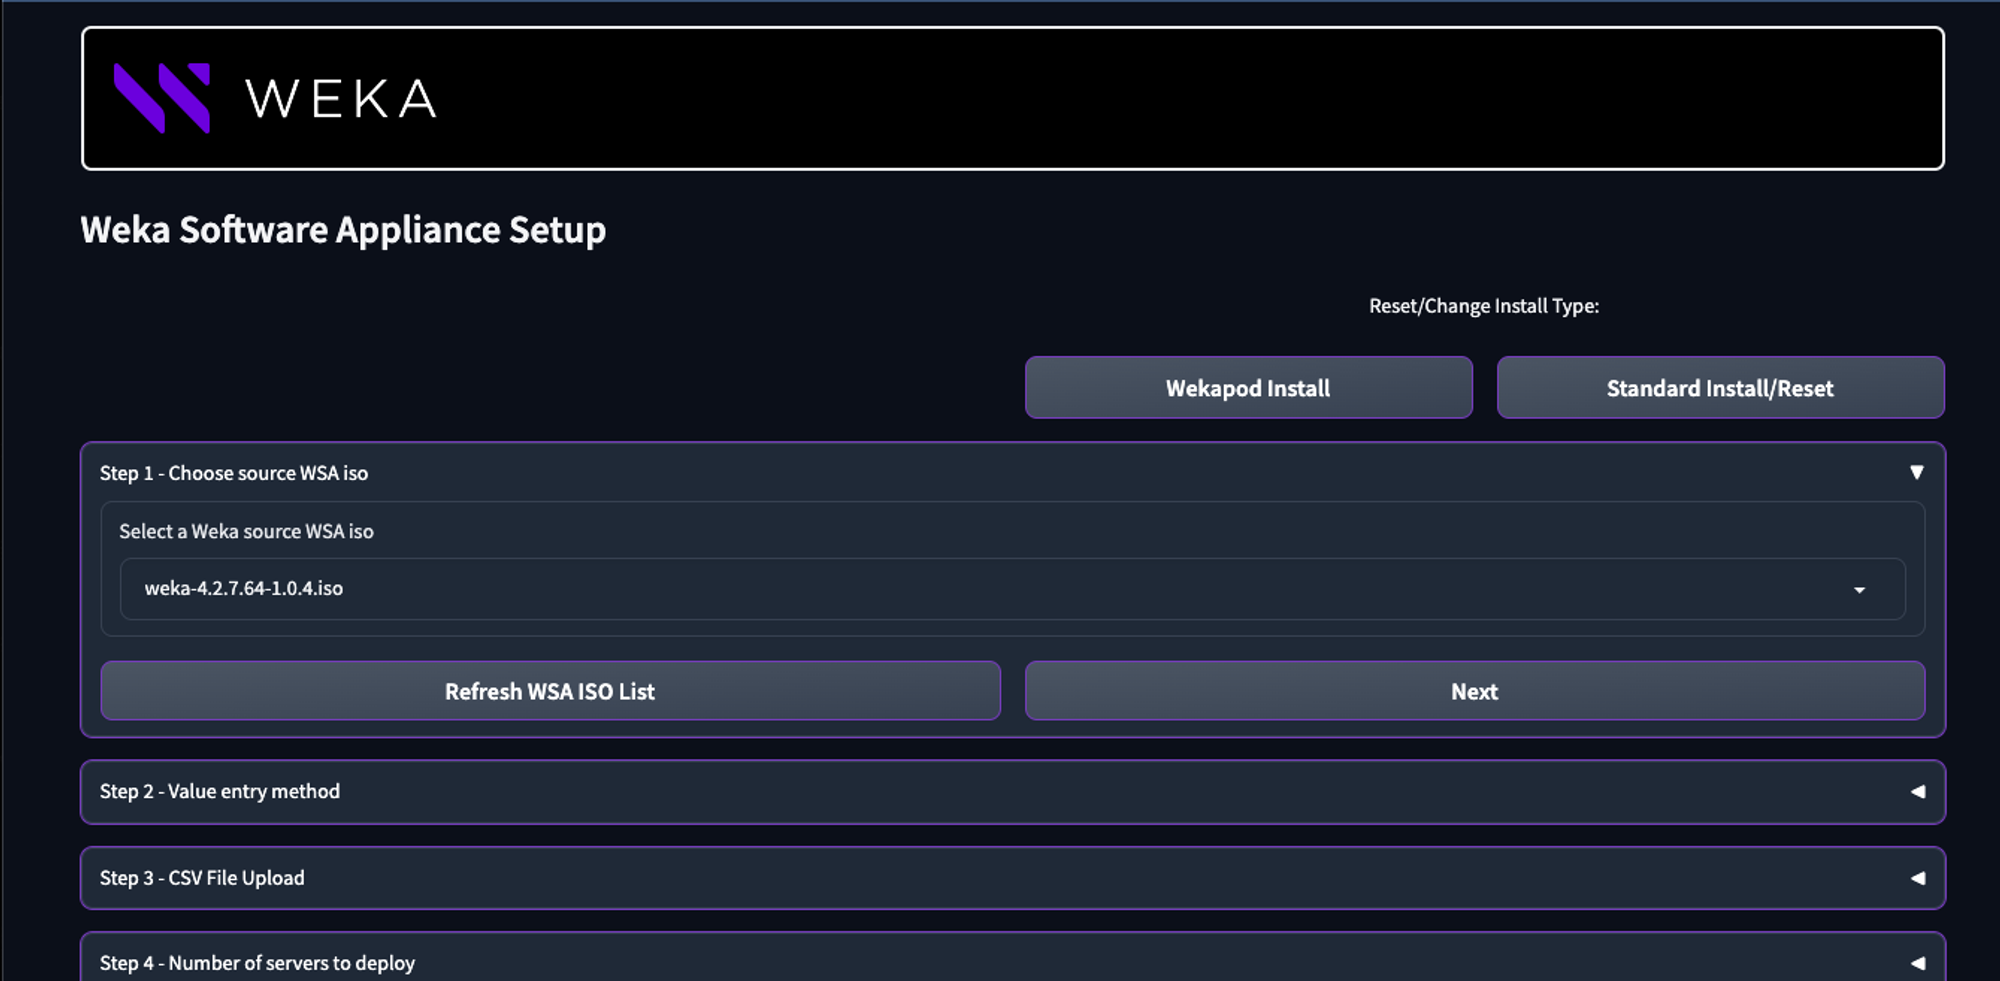 WEKA
Weka Software Appliance Setup
Reset/Change Install Type:
Wekapod Install
Standard Install/Reset
Step 1 - Choose source WSA iso
Select a Weka source WSA iso
weka-4.2.7.64-1.0.4.iso
Refresh WSA ISO List
Next
Step 2 - Value entry method
Step 3 - CSV File Upload
Step 4 - Number of servers to deploy